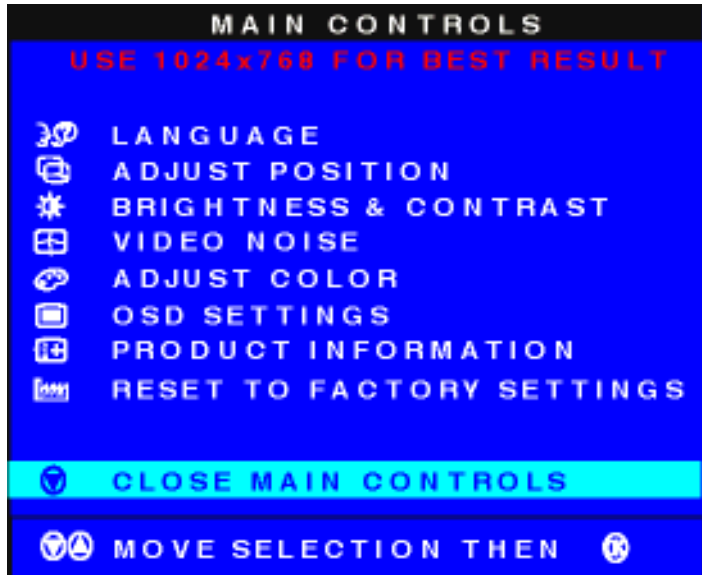 MAIN CONTROLS
USE 1024x768 FOR BEST RESULT
LANGUAGE
ADJUST POSITION
BRIGHTNESS & CONTRAST
VIDEO NOISE
ADJUST COLOR
OSD SETTINGS
PRODUCT INFORMATION
RESET TO FACTORY SETTINGS
CLOSE MAIN CONTROLS
MOVE SELECTION THEN OK